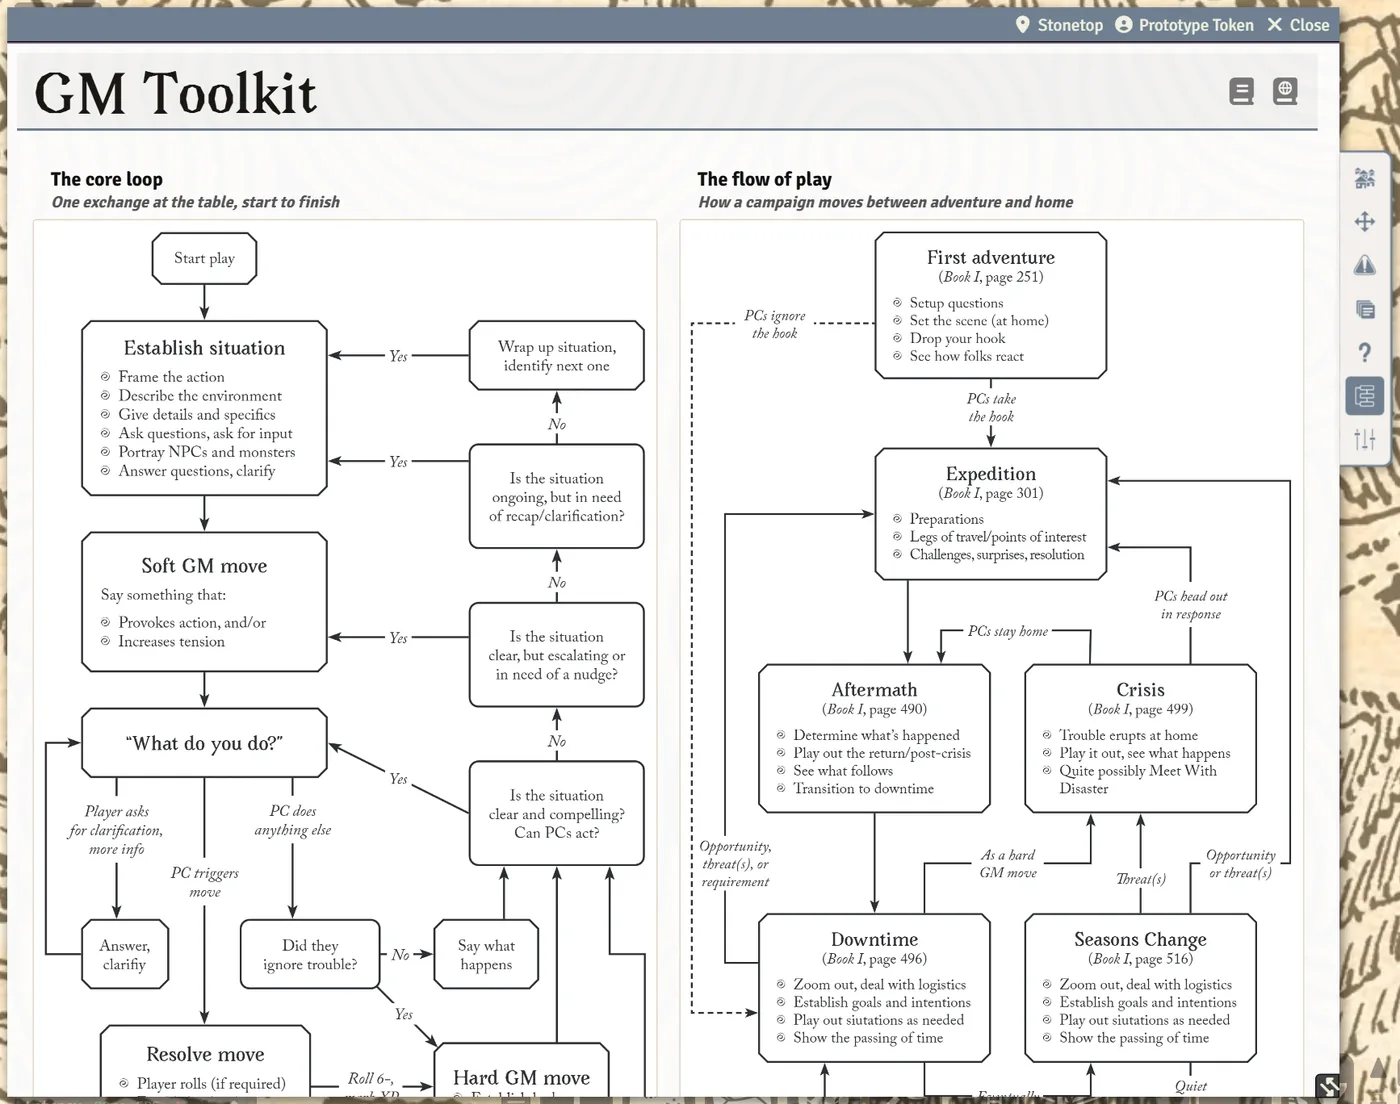 Stonetop Prototype Token Close
GM Toolkit
The core loop
One exchange at the table, start to finish
Start play
Establish situation
Frame the action
Describe the environment
Give details and specifics
Ask questions, ask for input
Portray NPCs and monsters
Answer questions, clarify
Yes
Wrap up situation,
identify next one
No
Yes
Is the situation
ongoing, but in need
of recap/clarification?
No
Soft GM move
Say something that:
Provokes action, and/or
Increases tension
Yes
Is the situation
clear, but escalating or
in need of a nudge?
No
"What do you do?"
Yes
Is the situation
clear and compelling?
Can PCs act?
Player asks
for clarification,
more info
PC triggers
move
PC does
anything else
Answer,
clarifiy
Did they
ignore trouble?
No
Say what
happens
Yes
Resolve move
Player rolls (if required)
Roll 6-,
Hard GM move
The flow of play
How a campaign moves between adventure and home
First adventure
(Book I, page 251)
Setup questions
Set the scene (at home)
Drop your hook
See how folks react
PCs ignore
the hook
PCs take
the hook
Expedition
(Book I, page 301)
Preparations
Legs of travel/points of interest
Challenges, surprises, resolution
PCs head out
in response
PCs stay home
Aftermath
(Book I, page 490)
Determine what's happened
Play out the return/post-crisis
See what follows
Transition to downtime
Crisis
(Book I, page 499)
Trouble erupts at home
Play it out, see what happens
Quite possibly Meet With
Disaster
Opportunity,
threat(s), or
requirement
As a hard
GM move
Threat(s)
Opportunity
or threat(s)
Downtime
(Book I, page 496)
Zoom out, deal with logistics
Establish goals and intentions
Play out siutations as needed
Show the passing of time
Seasons Change
(Book I, page 516)
Zoom out, deal with logistics
Establish goals and intentions
Play out siutations as needed
Show the passing of time
Eventually
Quiet